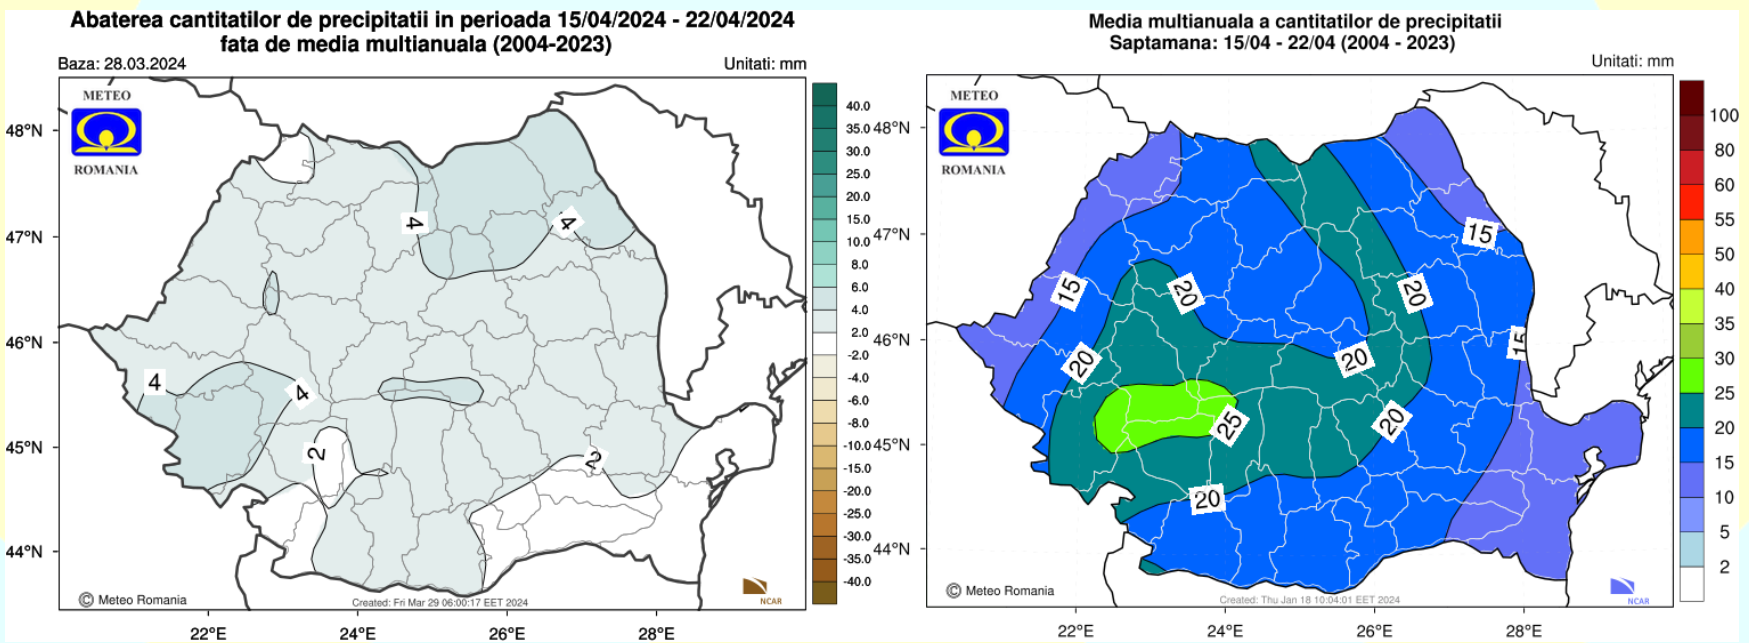 Abaterea cantitatilor de precipitatii in perioada 15/04/2024 - 22/04/2024
fata de media multianuala (2004-2023)
Baza: 28.03.2024
Unitati: mm
METEO
ROMANIA
48°N
47°N
46°N
45°N
44°N
22°E
24°E
26°E
28°E
4
4
4
4
2
2
40.0
35.0
30.0
25.0
20.0
15.0
10.0
8.0
6.0
4.0
2.0
-2.0
-4.0
-6.0
-8.0
-10.0
-15.0
-20.0
-25.0
-30.0
-35.0
-40.0
© Meteo Romania
Created: Fri Mar 29 06:00:17 EET 2024
NCAR
Media multianuala a cantitatilor de precipitatii
Saptamana: 15/04 - 22/04 (2004 - 2023)
Unitati: mm
METEO
ROMANIA
48°N
47°N
46°N
45°N
44°N
22°E
24°E
26°E
28°E
15
15
20
20
15
20
20
25
20
20
100
80
60
55
50
40
35
30
25
20
15
10
5
2
© Meteo Romania
Created: Thu Jan 18 10:04:01 EET 2024
NCAR